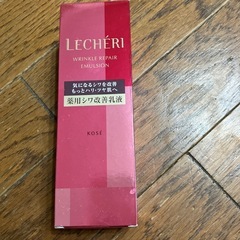 LECHÉRI
WRINKLE REPAIR
EMULSION
気になるシワを改善
もっとハリ・ツヤ肌へ
薬用シワ改善乳液
KOSÉ